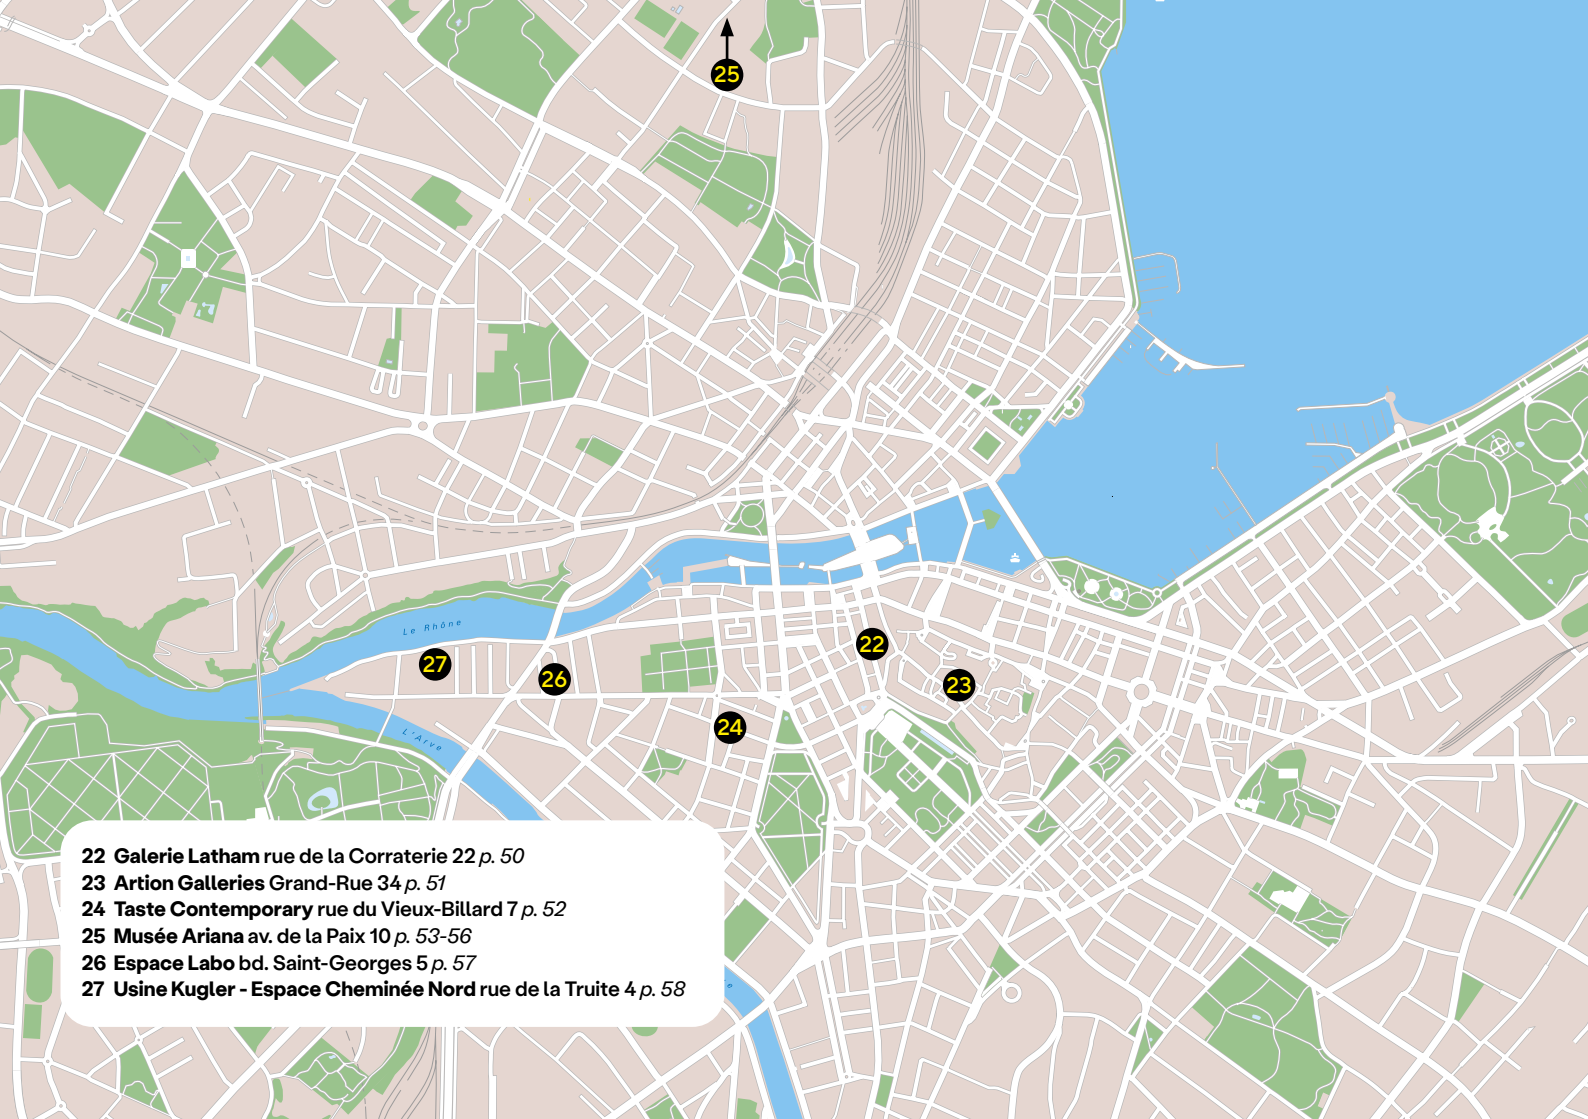 25
Le Rhône
22
27
26
23
24
L'Arve
22 Galerie Latham rue de la Corraterie 22 p. 50
23 Artion Galleries Grand-Rue 34 p. 51
24 Taste Contemporary rue du Vieux-Billard 7 p. 52
25 Musée Ariana av. de la Paix 10 p. 53-56
26 Espace Labo bd. Saint-Georges 5 p. 57
27 Usine Kugler - Espace Cheminée Nord rue de la Truite 4 p. 58